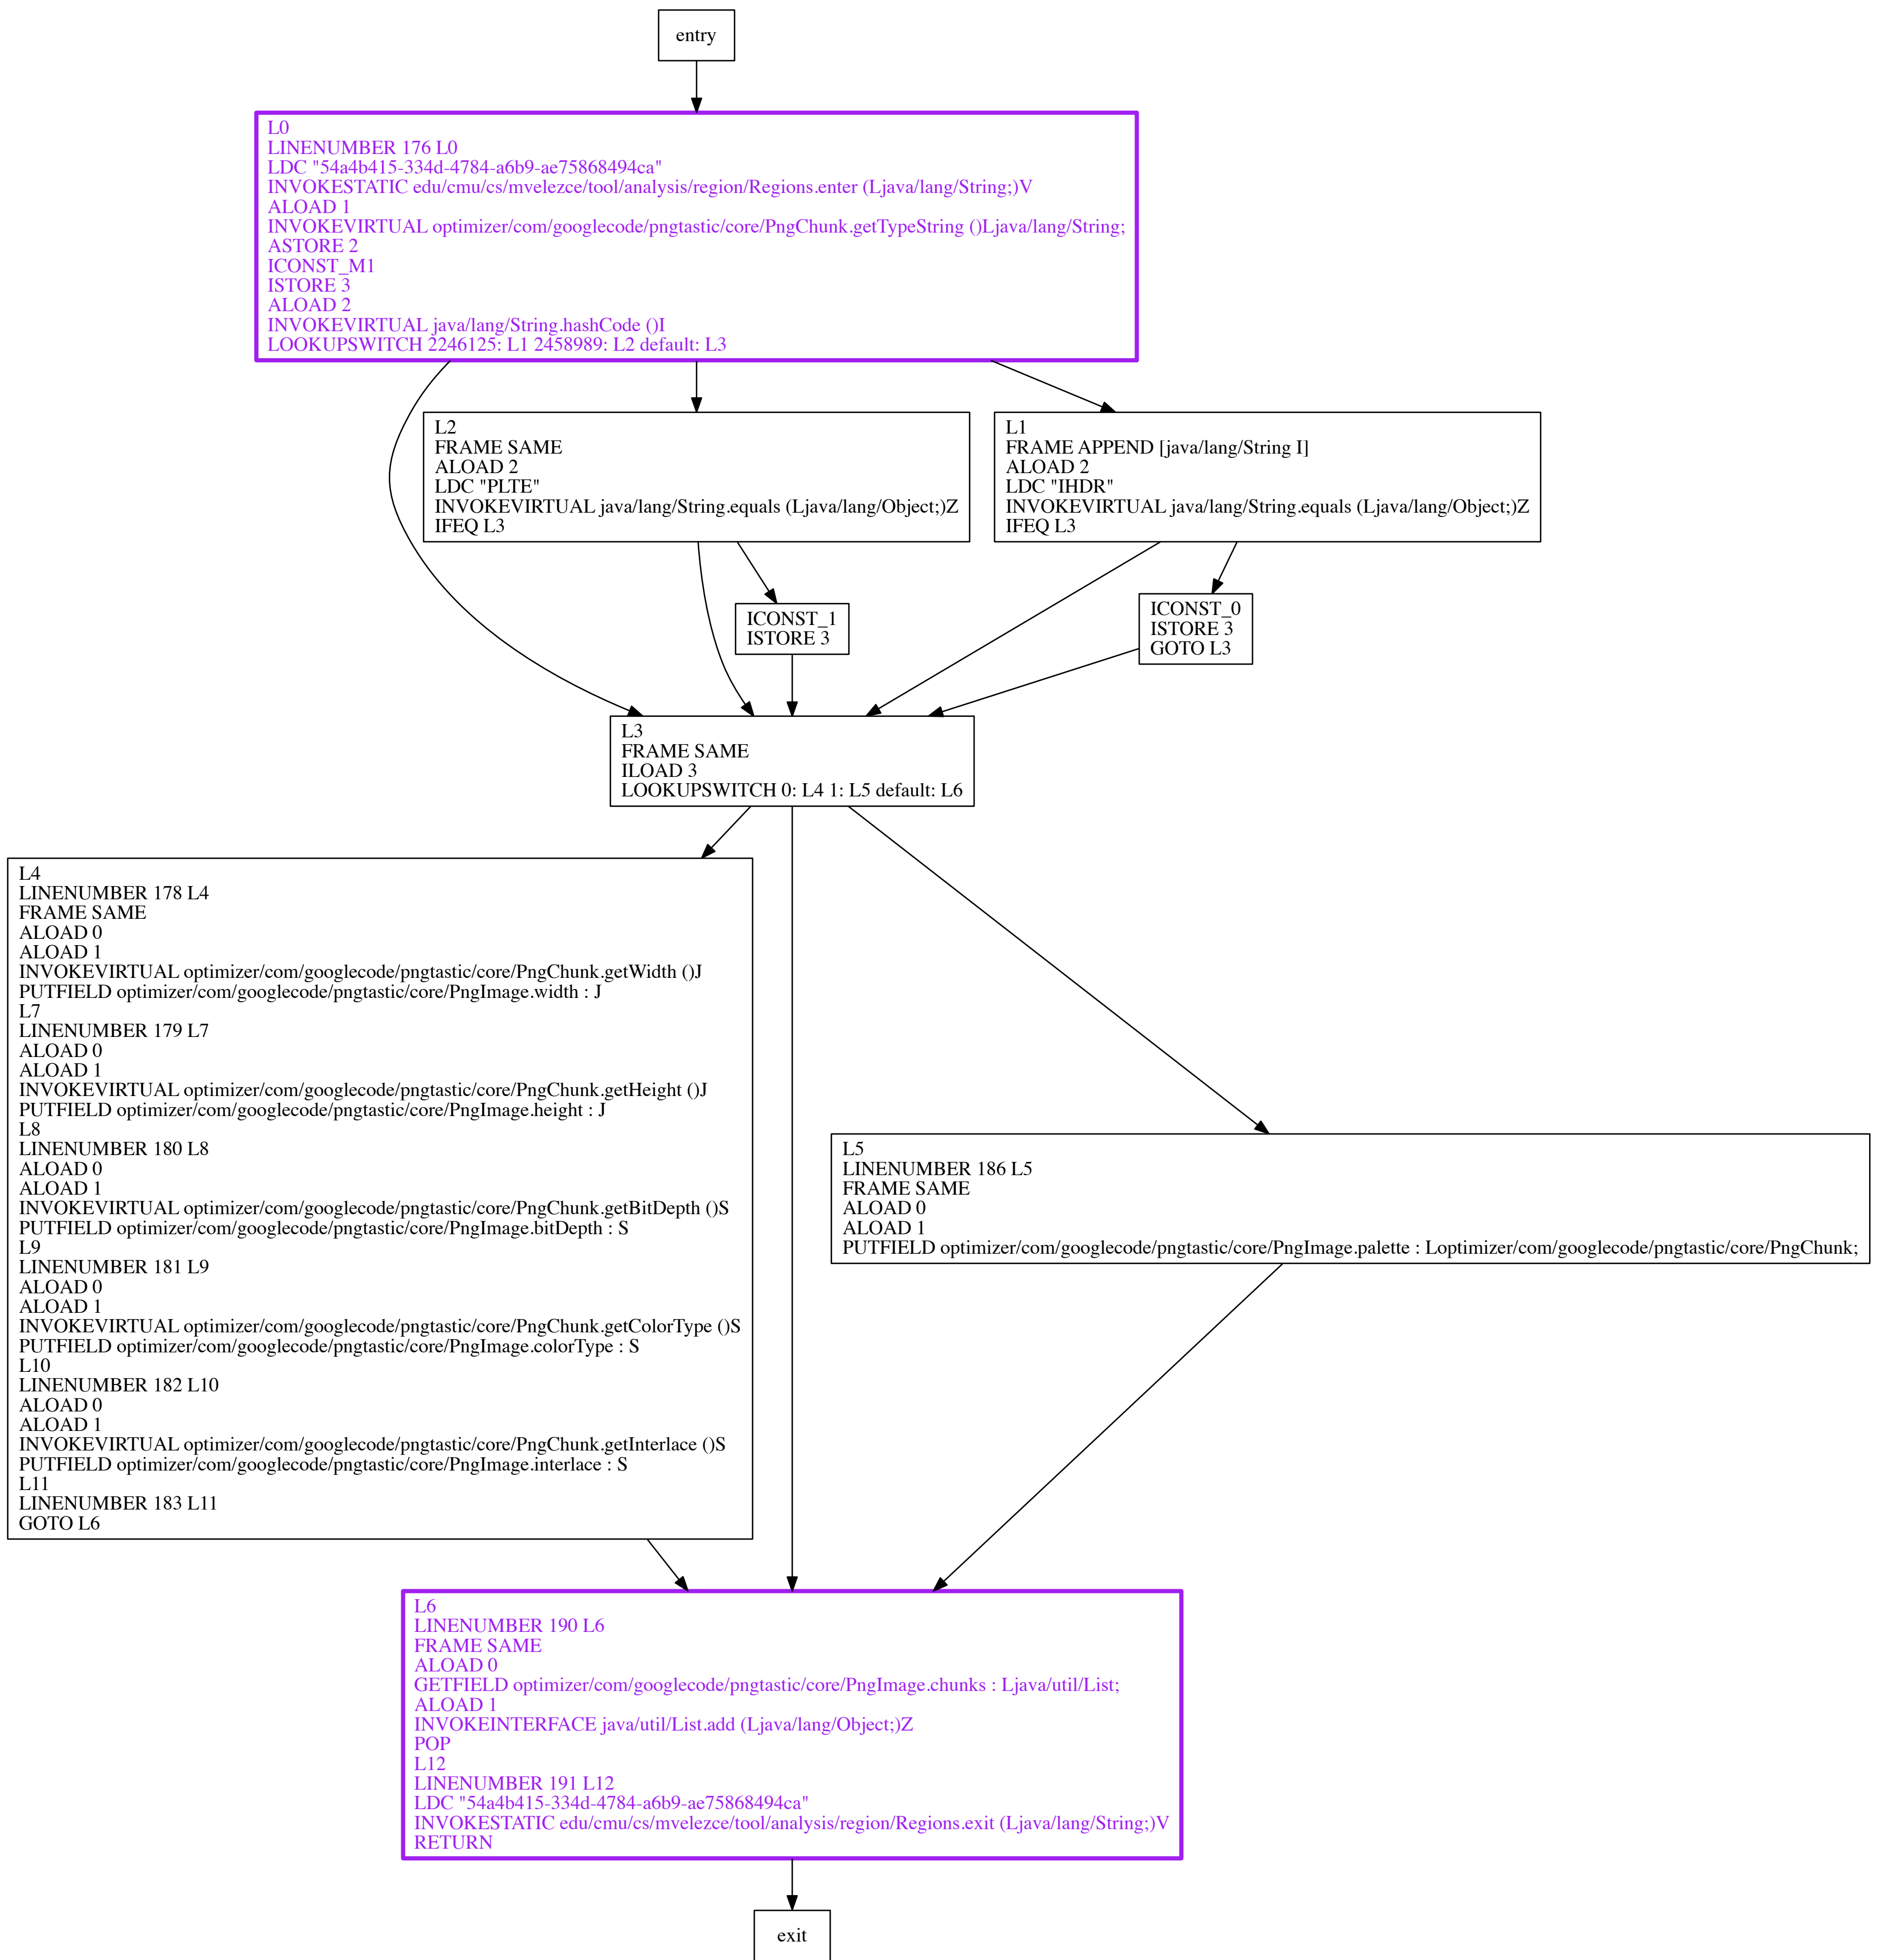 entry
L0
LINENUMBER 176 L0
LDC "54a4b415-334d-4784-a6b9-ae75868494ca"
INVOKESTATIC edu/cmu/cs/mvelezce/tool/analysis/region/Regions.enter (Ljava/lang/String;)V
ALOAD 1
INVOKEVIRTUAL optimizer/com/googlecode/pngtastic/core/PngChunk.getTypeString ()Ljava/lang/String;
ASTORE 2
ICONST_M1
ISTORE 3
ALOAD 2
INVOKEVIRTUAL java/lang/String.hashCode ()I
LOOKUPSWITCH 2246125: L1 2458989: L2 default: L3
L2
FRAME SAME
ALOAD 2
LDC "PLTE"
INVOKEVIRTUAL java/lang/String.equals (Ljava/lang/Object;)Z
IFEQ L3
L1
FRAME APPEND [java/lang/String I]
ALOAD 2
LDC "IHDR"
INVOKEVIRTUAL java/lang/String.equals (Ljava/lang/Object;)Z
IFEQ L3
ICONST_1
ISTORE 3
ICONST_0
ISTORE 3
GOTO L3
L3
FRAME SAME
ILOAD 3
LOOKUPSWITCH 0: L4 1: L5 default: L6
L4
LINENUMBER 178 L4
FRAME SAME
ALOAD 0
ALOAD 1
INVOKEVIRTUAL optimizer/com/googlecode/pngtastic/core/PngChunk.getWidth ()J
PUTFIELD optimizer/com/googlecode/pngtastic/core/PngImage.width : J
L7
LINENUMBER 179 L7
ALOAD 0
ALOAD 1
INVOKEVIRTUAL optimizer/com/googlecode/pngtastic/core/PngChunk.getHeight ()J
PUTFIELD optimizer/com/googlecode/pngtastic/core/PngImage.height : J
L8
LINENUMBER 180 L8
ALOAD 0
ALOAD 1
INVOKEVIRTUAL optimizer/com/googlecode/pngtastic/core/PngChunk.getBitDepth ()S
PUTFIELD optimizer/com/googlecode/pngtastic/core/PngImage.bitDepth : S
L9
LINENUMBER 181 L9
ALOAD 0
ALOAD 1
INVOKEVIRTUAL optimizer/com/googlecode/pngtastic/core/PngChunk.getColorType ()S
PUTFIELD optimizer/com/googlecode/pngtastic/core/PngImage.colorType : S
L10
LINENUMBER 182 L10
ALOAD 0
ALOAD 1
INVOKEVIRTUAL optimizer/com/googlecode/pngtastic/core/PngChunk.getInterlace ()S
PUTFIELD optimizer/com/googlecode/pngtastic/core/PngImage.interlace : S
L11
LINENUMBER 183 L11
GOTO L6
L5
LINENUMBER 186 L5
FRAME SAME
ALOAD 0
ALOAD 1
PUTFIELD optimizer/com/googlecode/pngtastic/core/PngImage.palette : Loptimizer/com/googlecode/pngtastic/core/PngChunk;
L6
LINENUMBER 190 L6
FRAME SAME
ALOAD 0
GETFIELD optimizer/com/googlecode/pngtastic/core/PngImage.chunks : Ljava/util/List;
ALOAD 1
INVOKEINTERFACE java/util/List.add (Ljava/lang/Object;)Z
POP
L12
LINENUMBER 191 L12
LDC "54a4b415-334d-4784-a6b9-ae75868494ca"
INVOKESTATIC edu/cmu/cs/mvelezce/tool/analysis/region/Regions.exit (Ljava/lang/String;)V
RETURN
exit